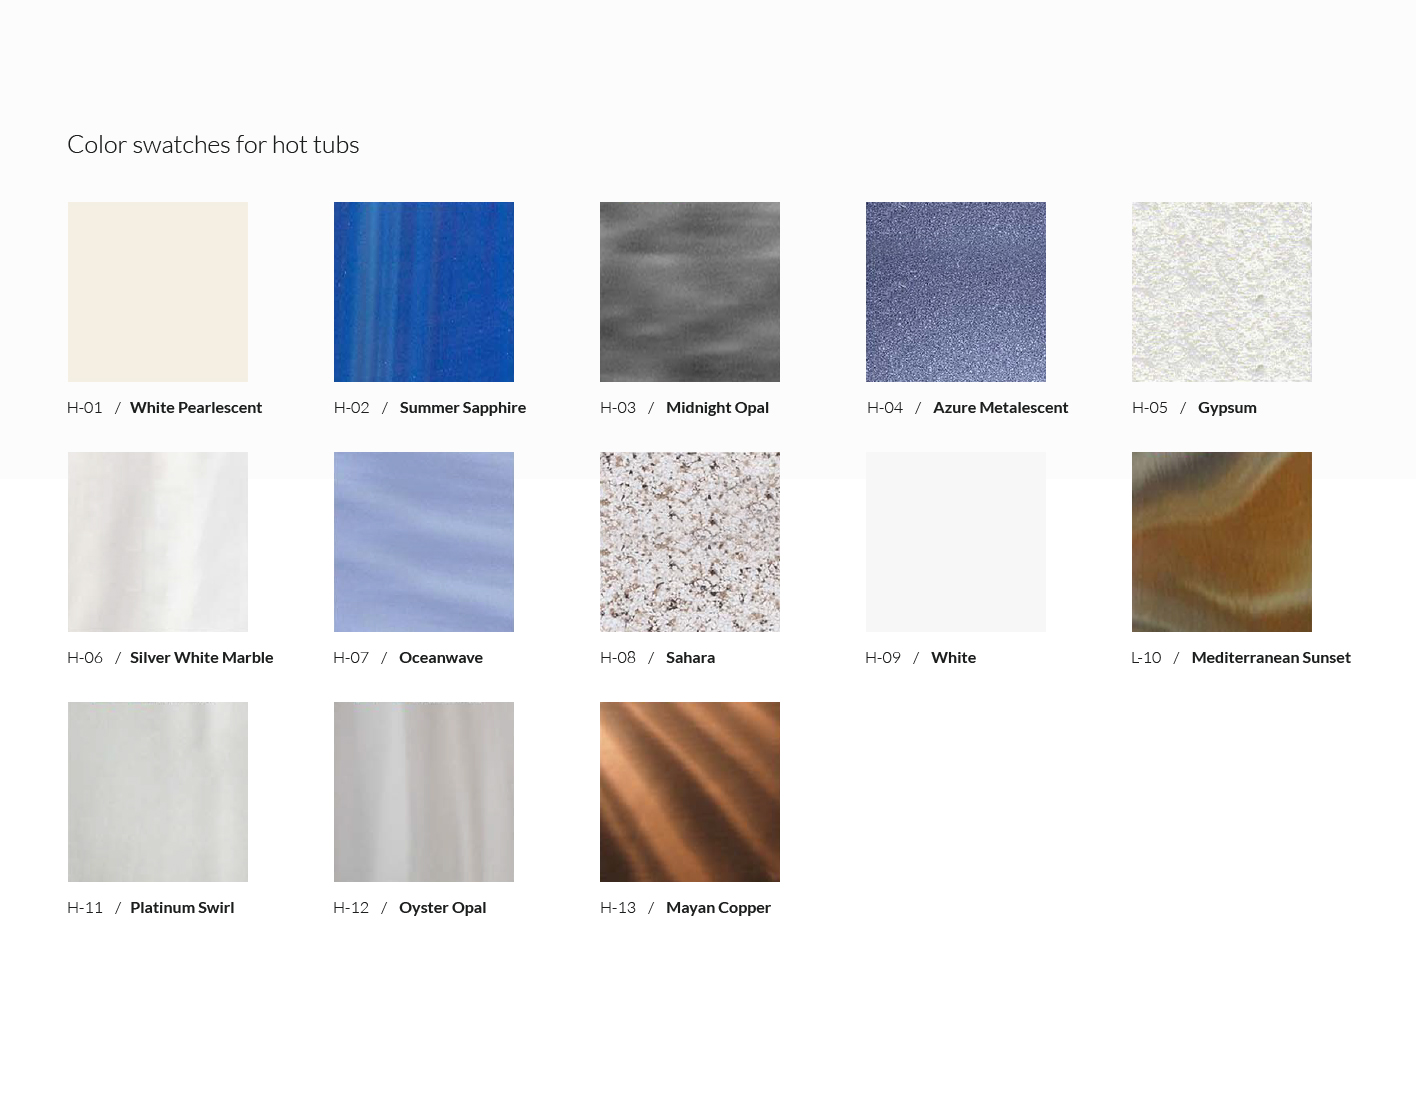 Color swatches for hot tubs
H-01 / White Pearlescent
H-02 / Summer Sapphire
H-03 / Midnight Opal
H-04 / Azure Metalescent
H-05 / Gypsum
H-06 / Silver White Marble
H-07 / Oceanwave
H-08 / Sahara
H-09 / White
L-10 / Mediterranean Sunset
H-11 / Platinum Swirl
H-12 / Oyster Opal
H-13 / Mayan Copper